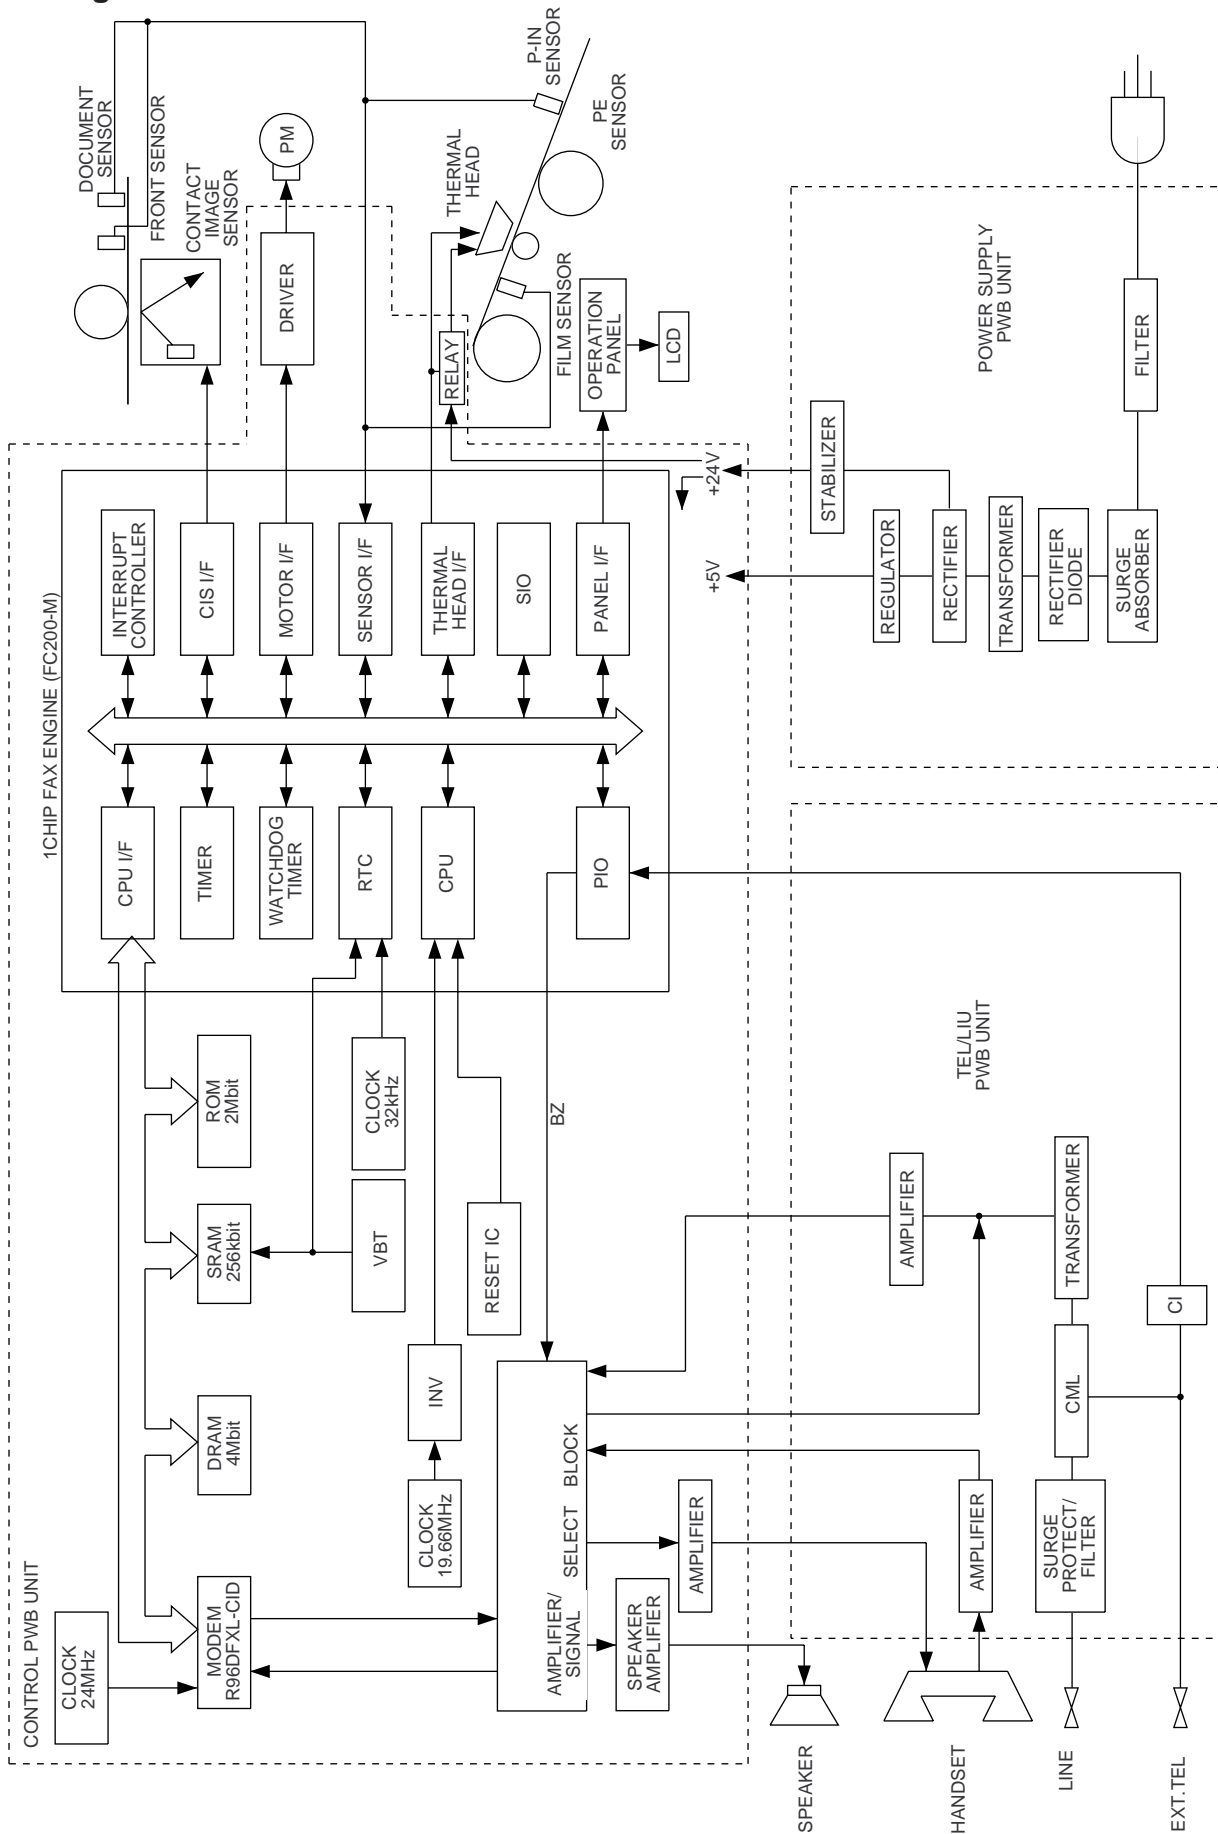 CONTROL PWB UNIT
CLOCK
24MHz
MODEM
R96DFXL-CID
DRAM
4Mbit
SRAM
256kbit
ROM
2Mbit
1CHIP FAX ENGINE (FC200-M)
CPU I/F
TIMER
WATCHDOG
TIMER
RTC
CPU
PIO
INTERRUPT
CONTROLLER
CIS I/F
MOTOR I/F
SENSOR I/F
THERMAL
HEAD I/F
SIO
PANEL I/F
DOCUMENT
SENSOR
FRONT SENSOR
CONTACT
IMAGE
SENSOR
DRIVER
PM
RELAY
THERMAL
HEAD
P-IN
SENSOR
PE
SENSOR
FILM SENSOR
OPERATION
PANEL
LCD
CLOCK
32kHz
VBT
RESET IC
INV
CLOCK
19.66MHz
BZ
AMPLIFIER/
SIGNAL
SELECT
BLOCK
SPEAKER
AMPLIFIER
AMPLIFIER
SPEAKER
HANDSET
LINE
EXT.TEL
TEL/LIU
PWB UNIT
AMPLIFIER
AMPLIFIER
SURGE
PROTECT/
FILTER
CML
TRANSFORMER
CI
POWER SUPPLY
PWB UNIT
+5V
+24V
STABILIZER
REGULATOR
RECTIFIER
TRANSFORMER
RECTIFIER
DIODE
SURGE
ABSORBER
FILTER